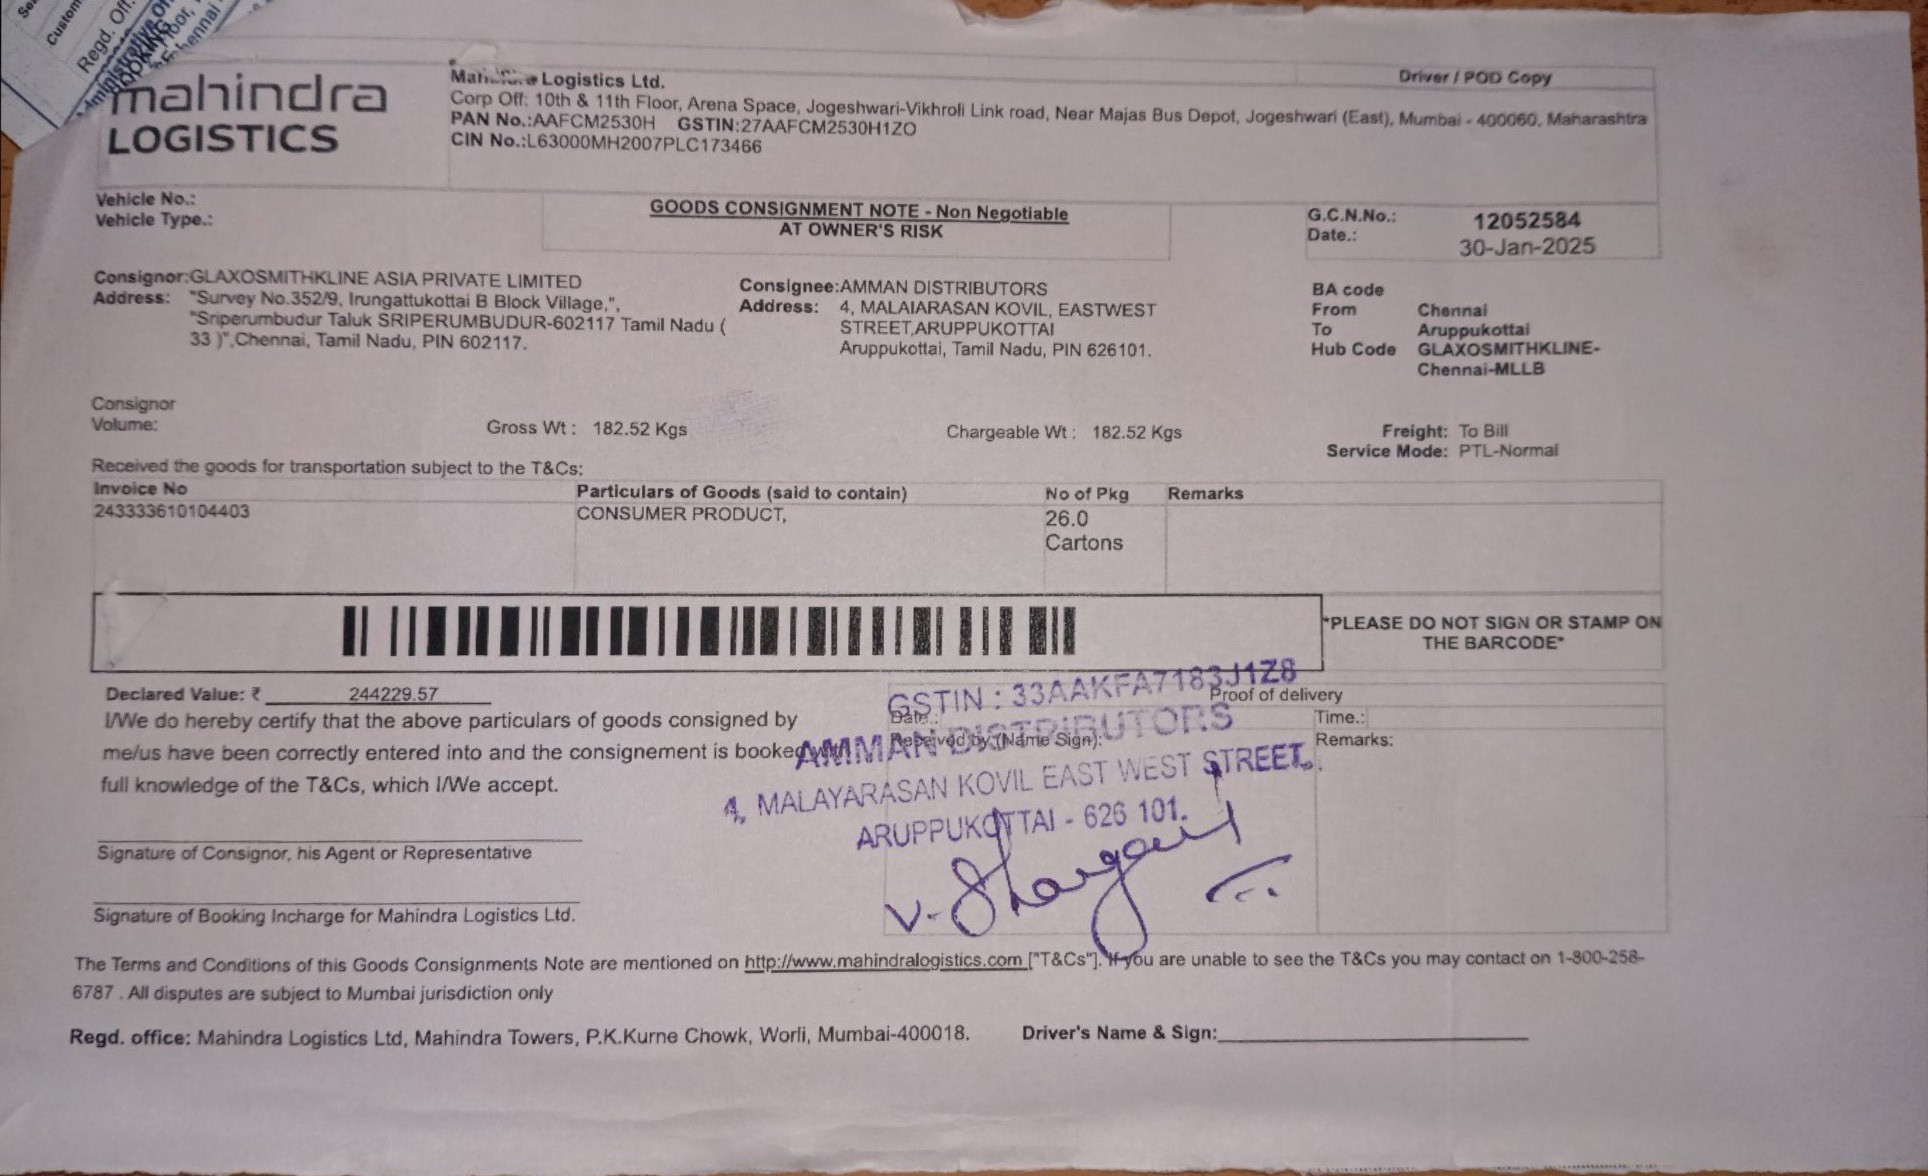 Custom
Regd. Off.
mahindra
LOGISTICS
Logistics Ltd.
Driver / POD Copy
Corp Off: 10th & 11th Floor, Arena Space, Jogeshwari-Vikhroli Link road, Near Majas Bus Depot, Jogeshwari (East), Mumbai - 400060, Maharashtra
PAN No.:AAFCM2530H GSTIN:27AAFCM2530H1ZO
CIN No.:L63000MH2007PLC173466
Vehicle No.:
Vehicle Type.:
GOODS CONSIGNMENT NOTE - Non Negotiable
AT OWNER'S RISK
G.C.N.No.: 12052584
Date.: 30-Jan-2025
Consignor:GLAXOSMITHKLINE ASIA PRIVATE LIMITED
Address: "Survey No.352/9, Irungattukottai B Block Village,",
"Sriperumbudur Taluk SRIPERUMBUDUR-602117 Tamil Nadu (
33 )",Chennai, Tamil Nadu, PIN 602117.
Consignee:AMMAN DISTRIBUTORS
Address: 4, MALAIARASAN KOVIL, EASTWEST
STREET,ARUPPUKOTTAI
Aruppukottai, Tamil Nadu, PIN 626101.
BA code
From Chennai
To Aruppukottai
Hub Code GLAXOSMITHKLINE-
Chennai-MLLB
Consignor
Volume:
Gross Wt : 182.52 Kgs
Chargeable Wt : 182.52 Kgs
Freight: To Bill
Service Mode: PTL-Normal
Received the goods for transportation subject to the T&Cs:
Invoice No Particulars of Goods (said to contain) No of Pkg Remarks
243333610104403 CONSUMER PRODUCT, 26.0
Cartons
*PLEASE DO NOT SIGN OR STAMP ON
THE BARCODE*
Declared Value: ₹ 244229.57
I/We do hereby certify that the above particulars of goods consigned by
me/us have been correctly entered into and the consignement is booked with
full knowledge of the T&Cs, which I/We accept.
Proof of delivery
Date.:
Time.:
Received by (Name Sign):
Remarks:
GSTIN : 33AAKFA7183J1Z8
AMMAN DISTRIBUTORS
4, MALAYARASAN KOVIL EAST WEST STREET,
ARUPPUKOTTAI - 626 101.
Signature of Consignor, his Agent or Representative
Signature of Booking Incharge for Mahindra Logistics Ltd.
The Terms and Conditions of this Goods Consignments Note are mentioned on http://www.mahindralogistics.com ["T&Cs"]. If you are unable to see the T&Cs you may contact on 1-800-258-
6787 . All disputes are subject to Mumbai jurisdiction only
Regd. office: Mahindra Logistics Ltd, Mahindra Towers, P.K.Kurne Chowk, Worli, Mumbai-400018.
Driver's Name & Sign: